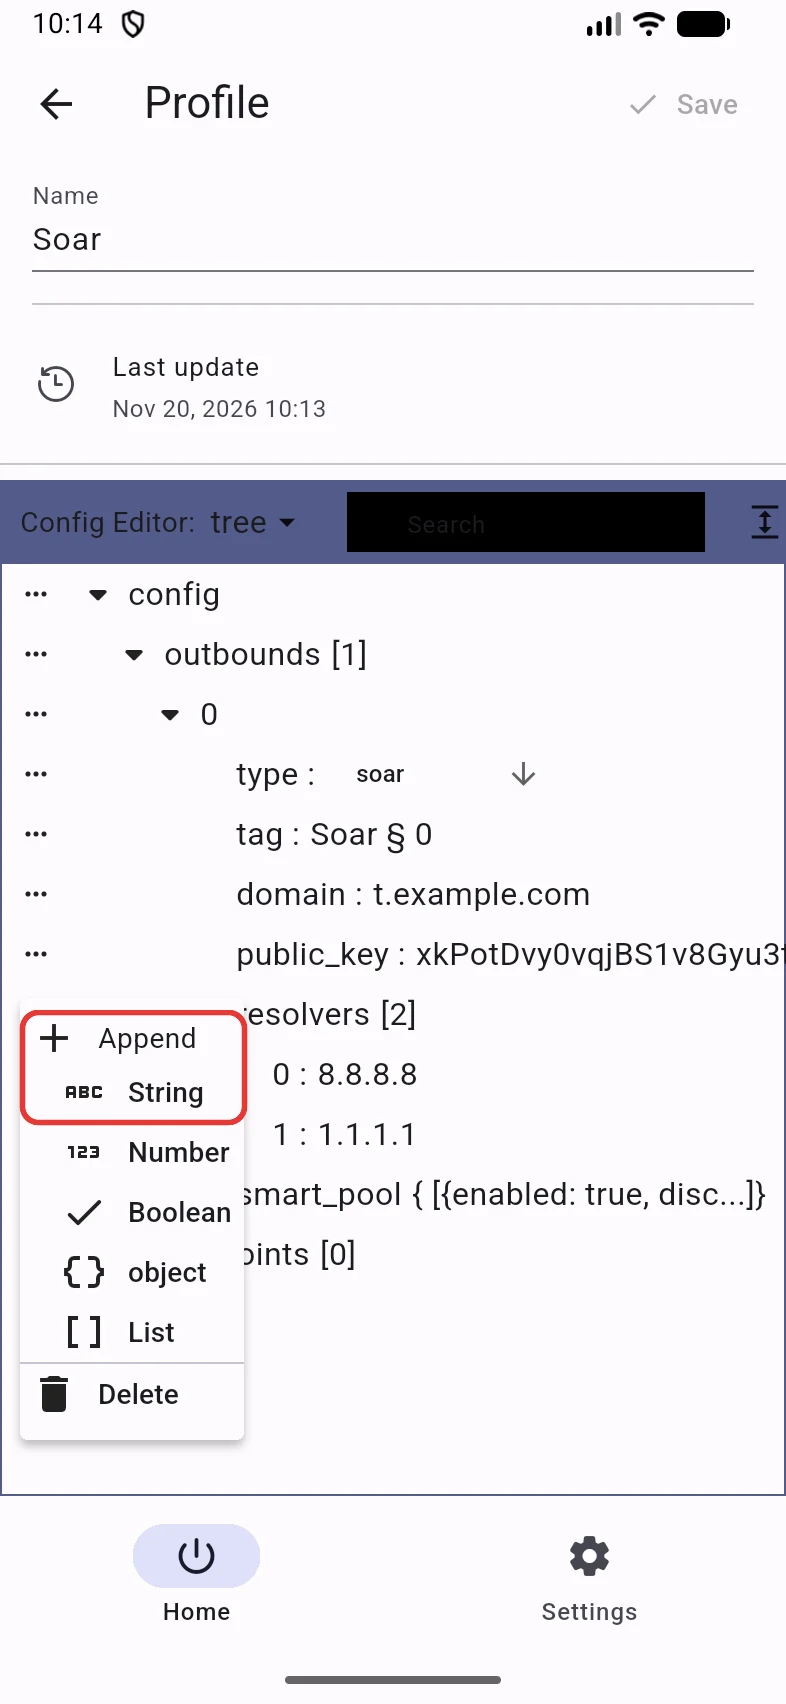 10:14
Profile
Save
Name
Soar
Last update
Nov 20, 2026 10:13
Config Editor: tree
Search
config
outbounds [1]
0
type : soar
tag : Soar § 0
domain : t.example.com
public_key : xkPotDvy0vqjBS1v8Gyu3t
esolvers [2]
0 : 8.8.8.8
1 : 1.1.1.1
smart_pool { [{enabled: true, disc...]}
oints [0]
Append
ABC String
123 Number
Boolean
{} object
[] List
Delete
Home
Settings